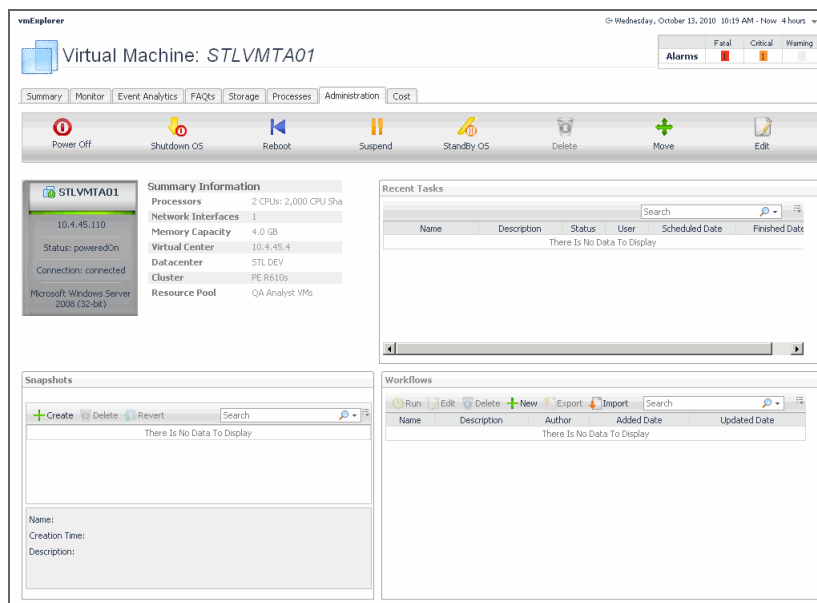 vmExplorer
Wednesday, October 13, 2010 10:19 AM - Now 4 hours
Virtual Machine: STLVMTA01
Fatal Critical Warning
Alarms 1 1
Summary Monitor Event Analytics FAQts Storage Processes Administration Cost
Power Off Shutdown OS Reboot Suspend StandBy OS Delete Move Edit
STLVMTA01
10.4.45.110
Status: poweredOn
Connection: connected
Microsoft Windows Server
2008 (32-bit)
Summary Information
Processors 2 CPUs: 2,000 CPU Sha
Network Interfaces 1
Memory Capacity 4.0 GB
Virtual Center 10.4.45.4
Datacenter STL DEV
Cluster PE R610s
Resource Pool QA Analyst VMs
Recent Tasks
Search
Name Description Status User Scheduled Date Finished Date
There Is No Data To Display
Snapshots
Create Delete Revert Search
There Is No Data To Display
Name:
Creation Time:
Description:
Workflows
Run Edit Delete New Export Import Search
Name Description Author Added Date Updated Date
There Is No Data To Display